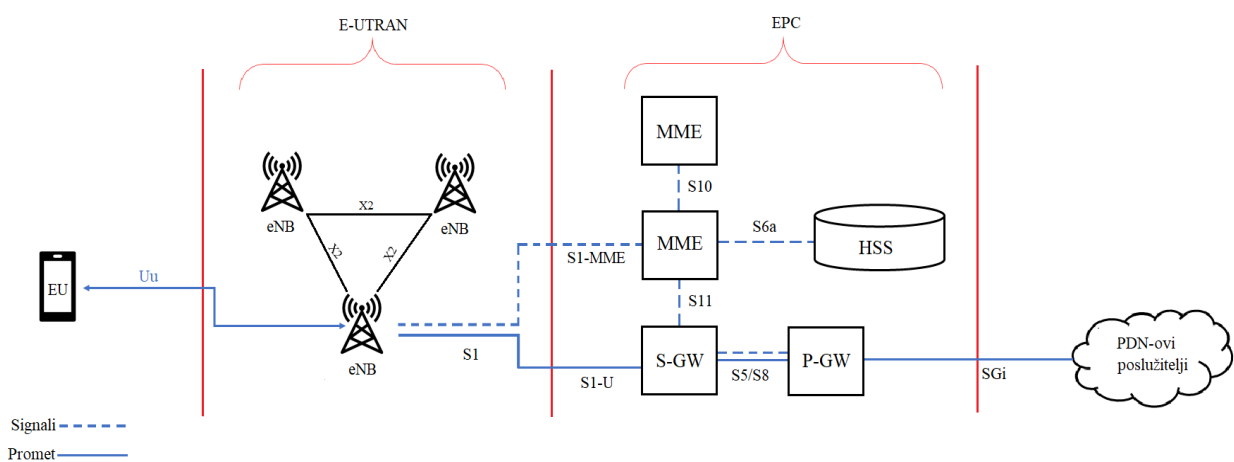 E-UTRAN
EPC
MME
S10
eNB
X2
eNB
X2
X2
MME
S6a
HSS
S1-MME
EU
Uu
S11
eNB
S1
S1-U
S-GW
S5/S8
P-GW
SGi
PDN-ovi
poslužitelji
Signali
Promet